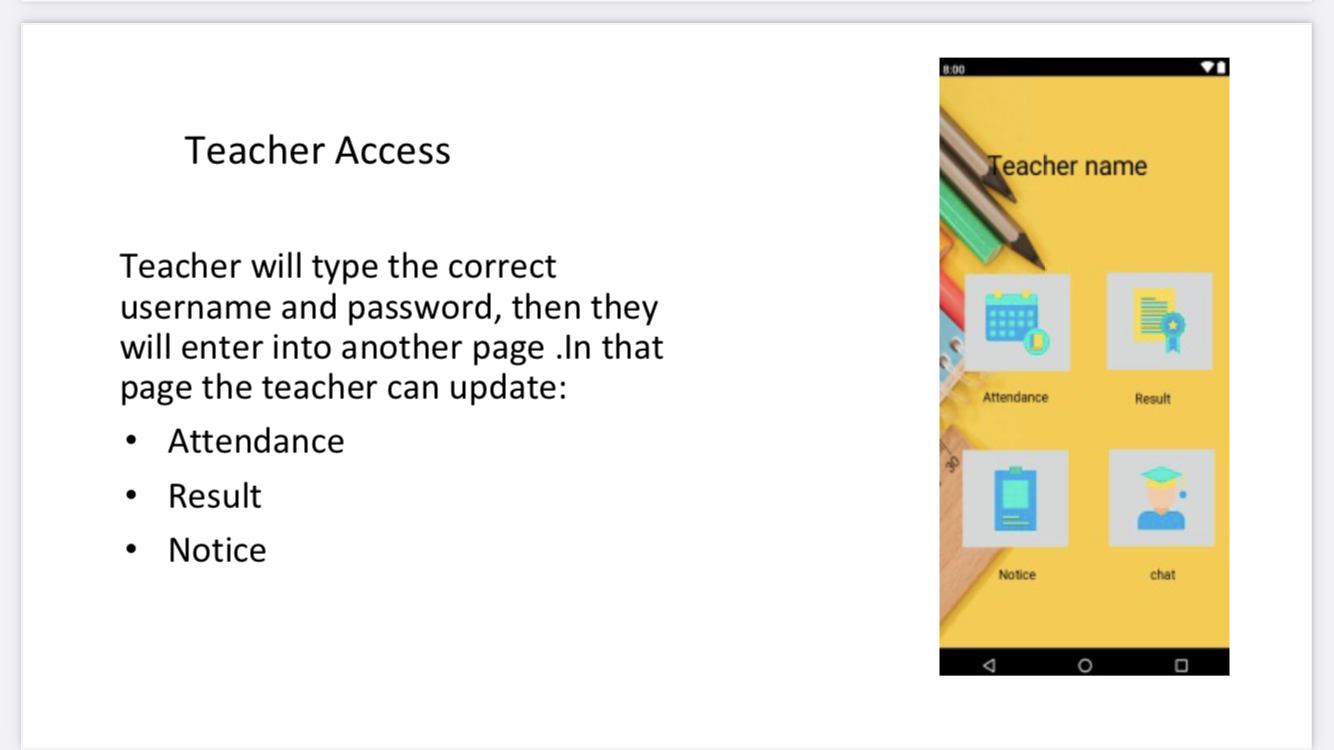 Teacher Access
Teacher will type the correct
username and password, then they
will enter into another page .In that
page the teacher can update:
• Attendance
• Result
• Notice
8:00
Teacher name
Attendance
Result
30
Notice
chat